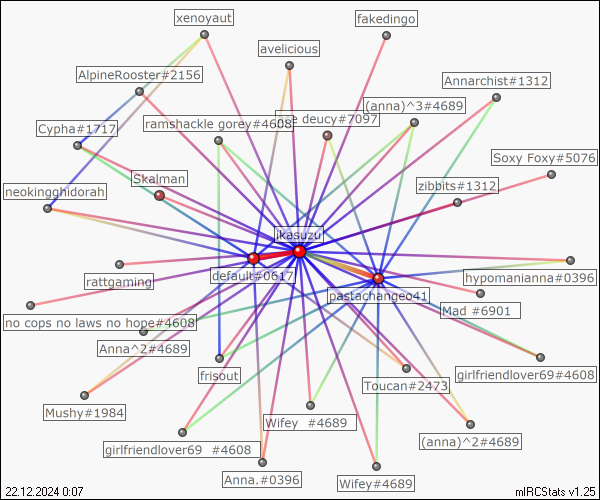 xenoyaut
fakedingo
avelicious
AlpineRooster#2156
Annarchist#1312
(anna)^3#4689
ramshackle gorey#4608
ce deucy#7097
Cypha#1717
Soxy Foxy#5076
Skalman
zibbits#1312
neokingghidorah
jkasuzu
rattgaming
default#0617
hypomanianna#0396
pastachangeo41
Mad #6901
no cops no laws no hope#4608
Anna^2#4689
frisout
girlfriendlover69#4608
Toucan#2473
Mushy#1984
Wifey #4689
(anna)^2#4689
girlfriendlover69 #4608
Anna.#0396
Wifey#4689
22.12.2024 0:07
mIRCStats v1.25